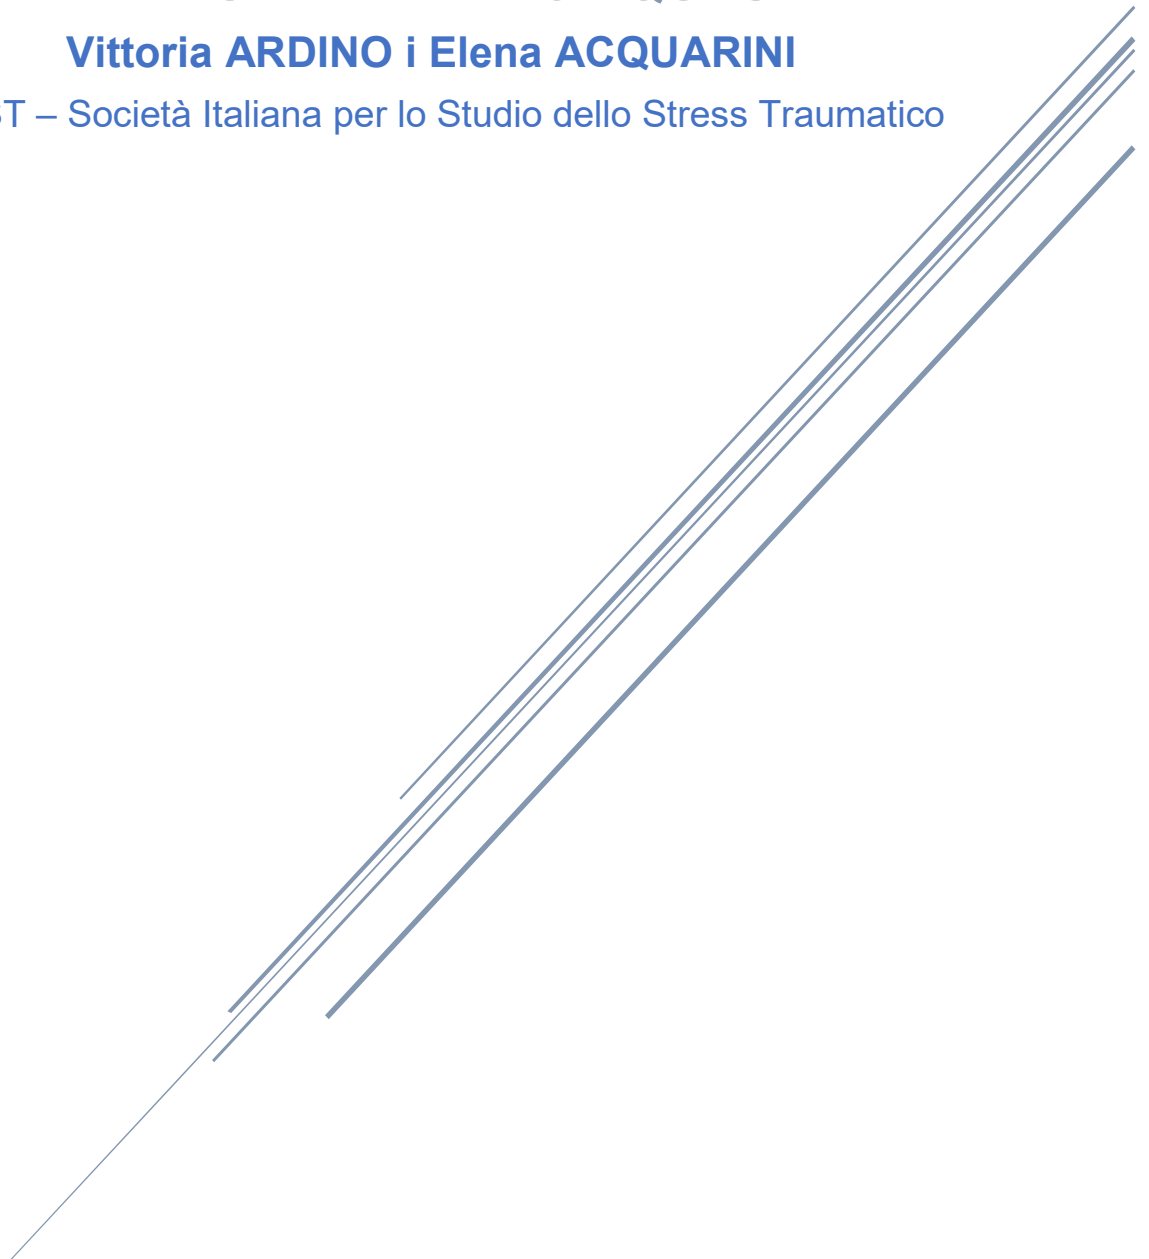 Vittoria ARDINO i Elena ACQUARINI
– Società Italiana per lo Studio dello Stress Traumatico